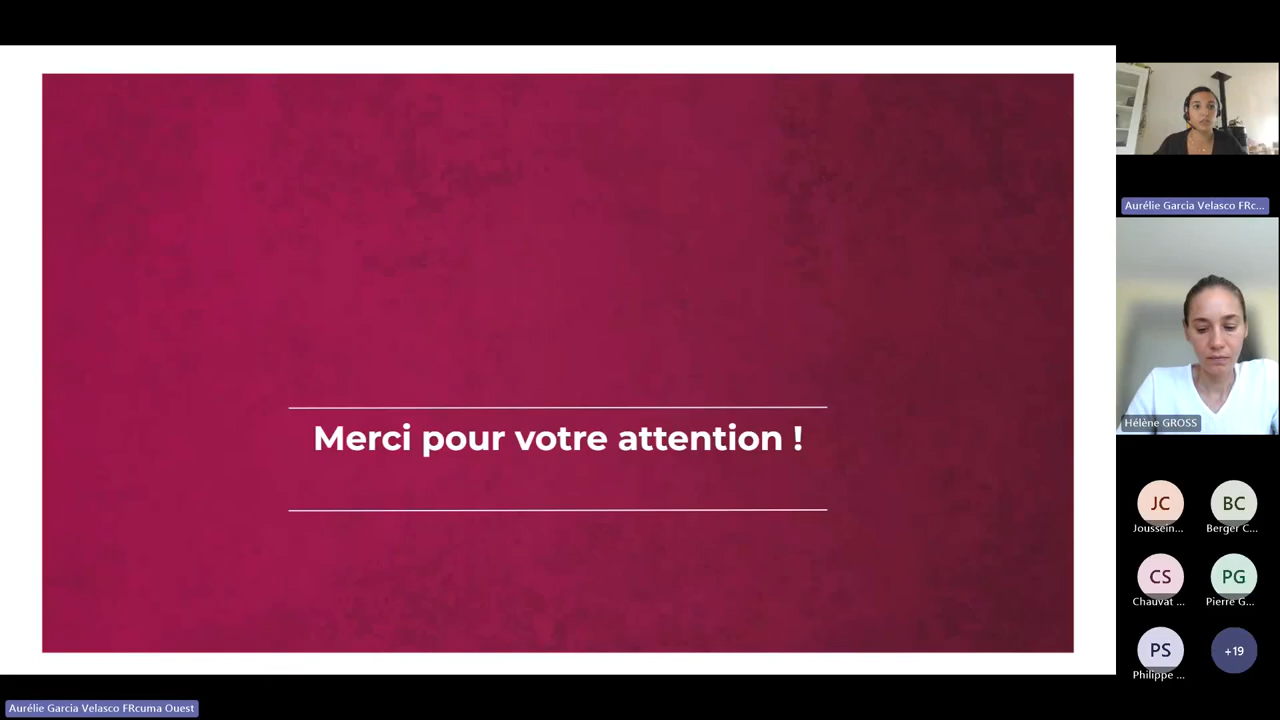 Merci pour votre attention !
Aurélie Garcia Velasco FRc...
Hélène GROSS
JC
BC
Joussein...
Berger C...
CS
PG
Chauvat ...
Pierre G...
PS
+19
Philippe ...
Aurélie Garcia Velasco FRcuma Ouest